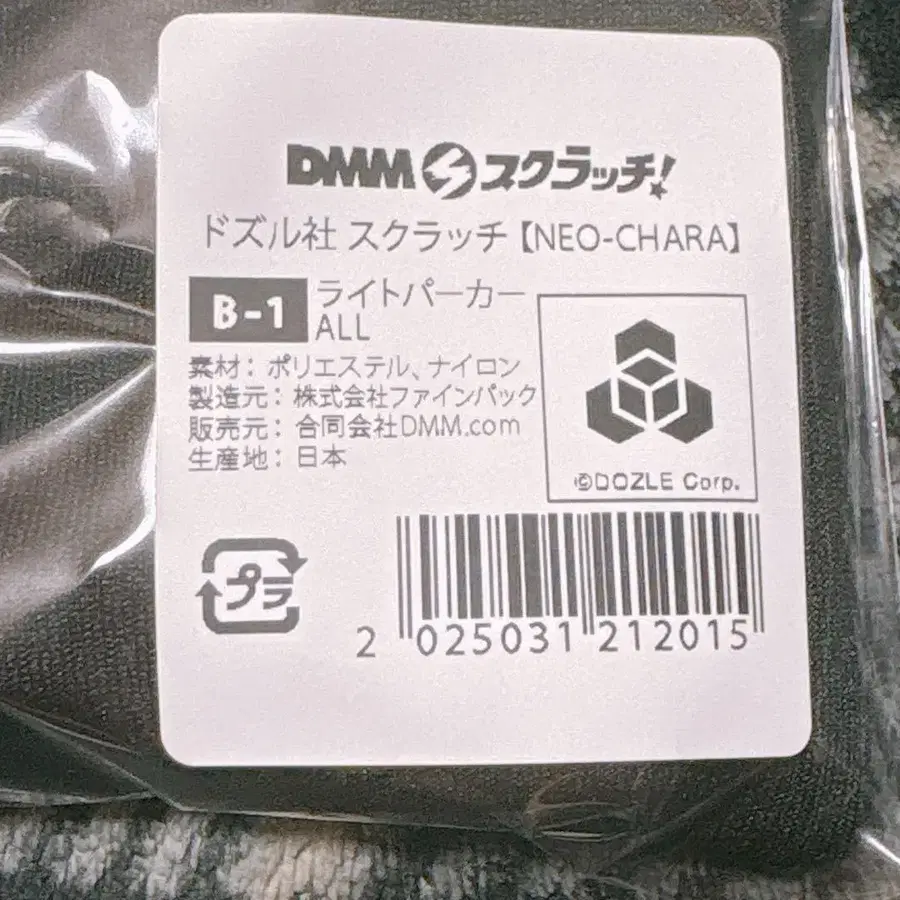 DMM スクラッチ!
ドズル社 スクラッチ【NEO-CHARA】
B-1
ライトパーカー
ALL
素材：ポリエステル、ナイロン
製造元：株式会社ファインパック
販売元：合同会社DMM.com
生産地：日本
©DOZLE Corp.
プラ
2 025031 212015